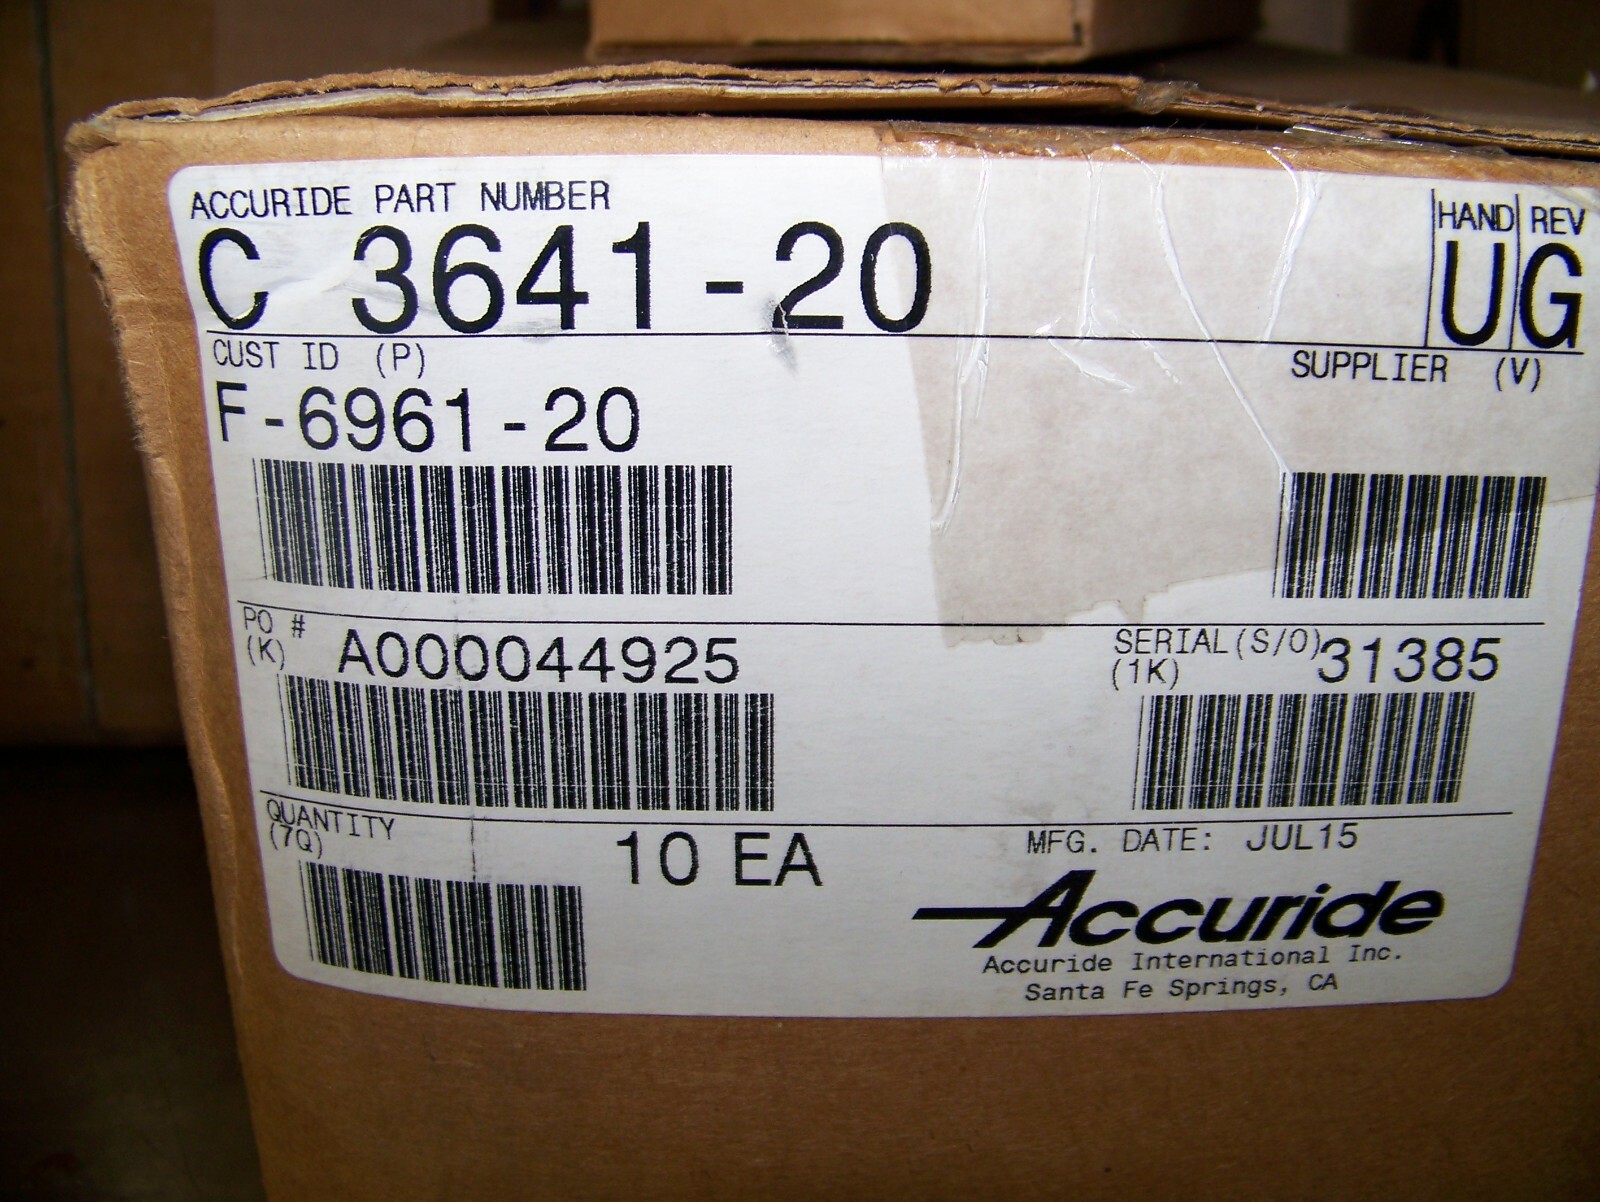 ACCURIDE PART NUMBER
HAND REV
C 3641-20
U G
CUST ID (P)
SUPPLIER (V)
F-6961-20
PO #
(K)
A000044925
SERIAL(S/O)
(1K)
31385
QUANTITY
(7Q)
10 EA
MFG. DATE: JUL15
Accuride
Accuride International Inc.
Santa Fe Springs, CA